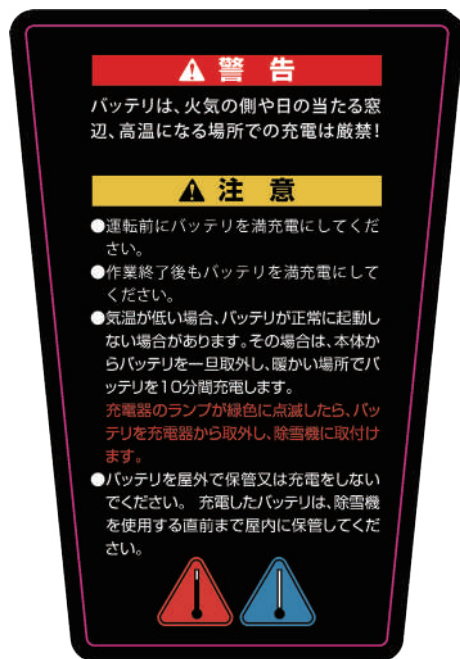 警告
バッテリは、火気の側や日の当たる窓
辺、高温になる場所での充電は厳禁！
注意
●運転前にバッテリを満充電にしてくだ
さい。
●作業終了後もバッテリを満充電にして
ください。
●気温が低い場合、バッテリが正常に起動し
ない場合があります。その場合は、本体か
らバッテリを一旦取外し、暖かい場所でバ
ッテリを10分間充電します。
充電器のランプが緑色に点滅したら、バッ
テリを充電器から取外し、除雪機に取付け
ます。
●バッテリを屋外で保管又は充電をしない
でください。 充電したバッテリは、除雪機
を使用する直前まで屋内に保管してくだ
さい。